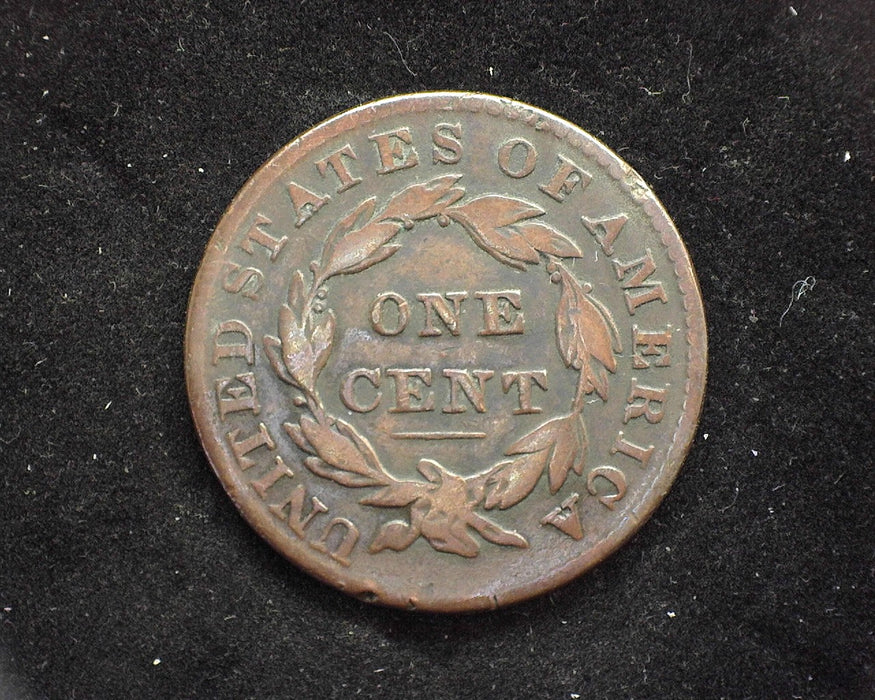 UNITED STATES OF AMERICA
ONE
CENT